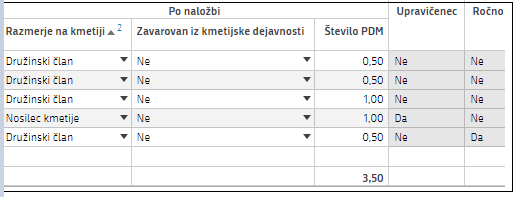 Po naložbi Upravičenec Ročno
Razmerje na kmetiji 2 Zavarovan iz kmetijske dejavnosti Število PDM
Družinski član Ne 0,50 Ne Ne
Družinski član Ne 0,50 Ne Ne
Družinski član Ne 1,00 Ne Ne
Nosilec kmetije Ne 1,00 Da Ne
Družinski član Ne 0,50 Ne Da
3,50